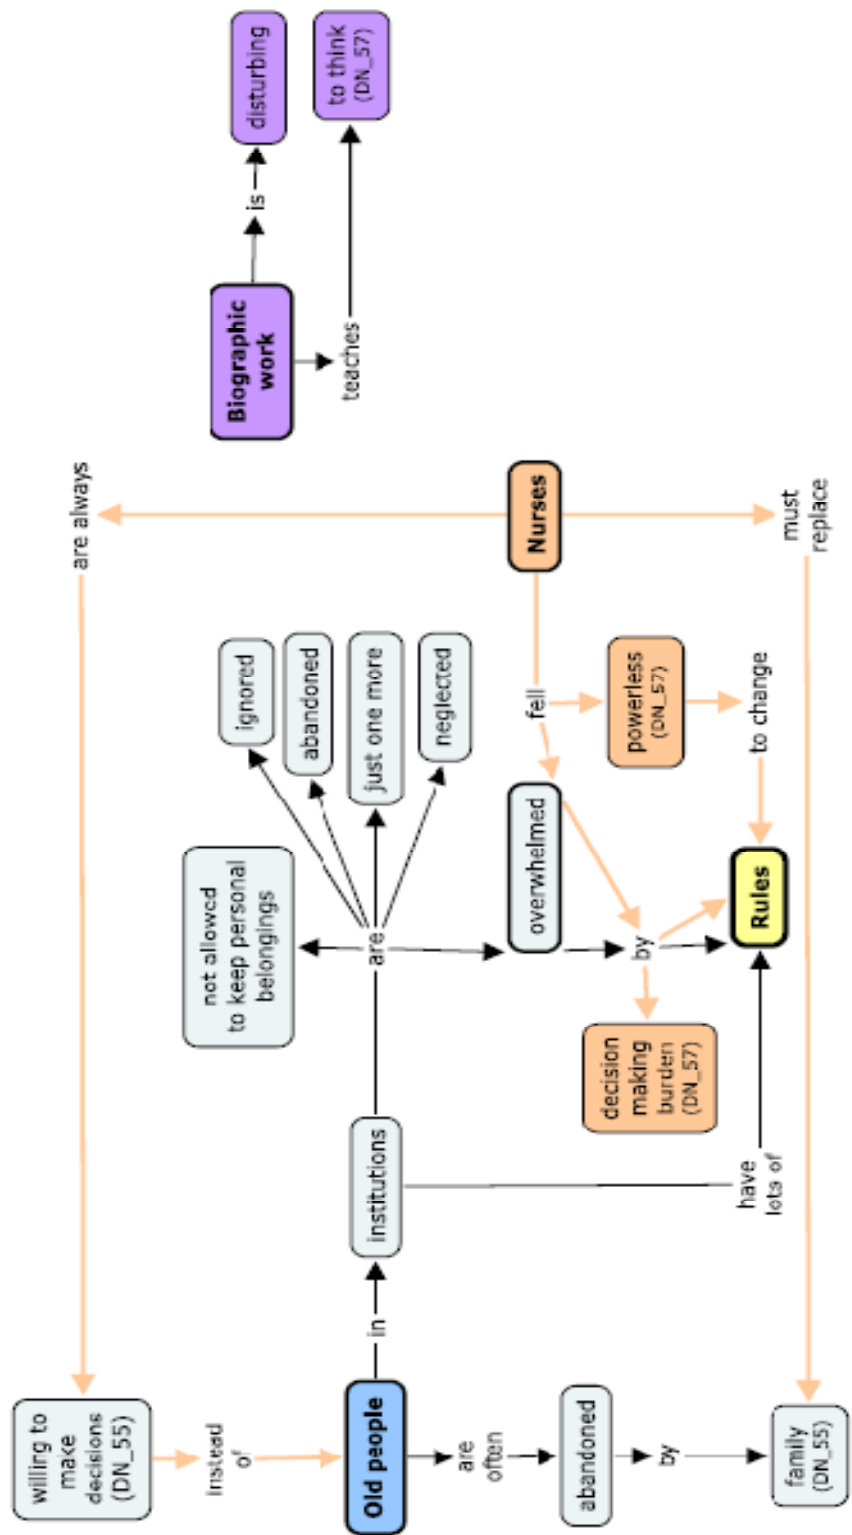 willing to
make
decisions
(DN_55)
are always
Instead
of
not allowed
to keep personal
belongings
ignored
Biographic
work
is
disturbing
abandoned
Old people
in
institutions
are
just one more
teaches
to think
(DN_57)
neglected
are
often
overwhelmed
fell
Nurses
abandoned
decision
making
burden
(DN_57)
by
powerless
(DN_57)
by
have
lots of
Rules
to change
must
replace
family
(DN_55)